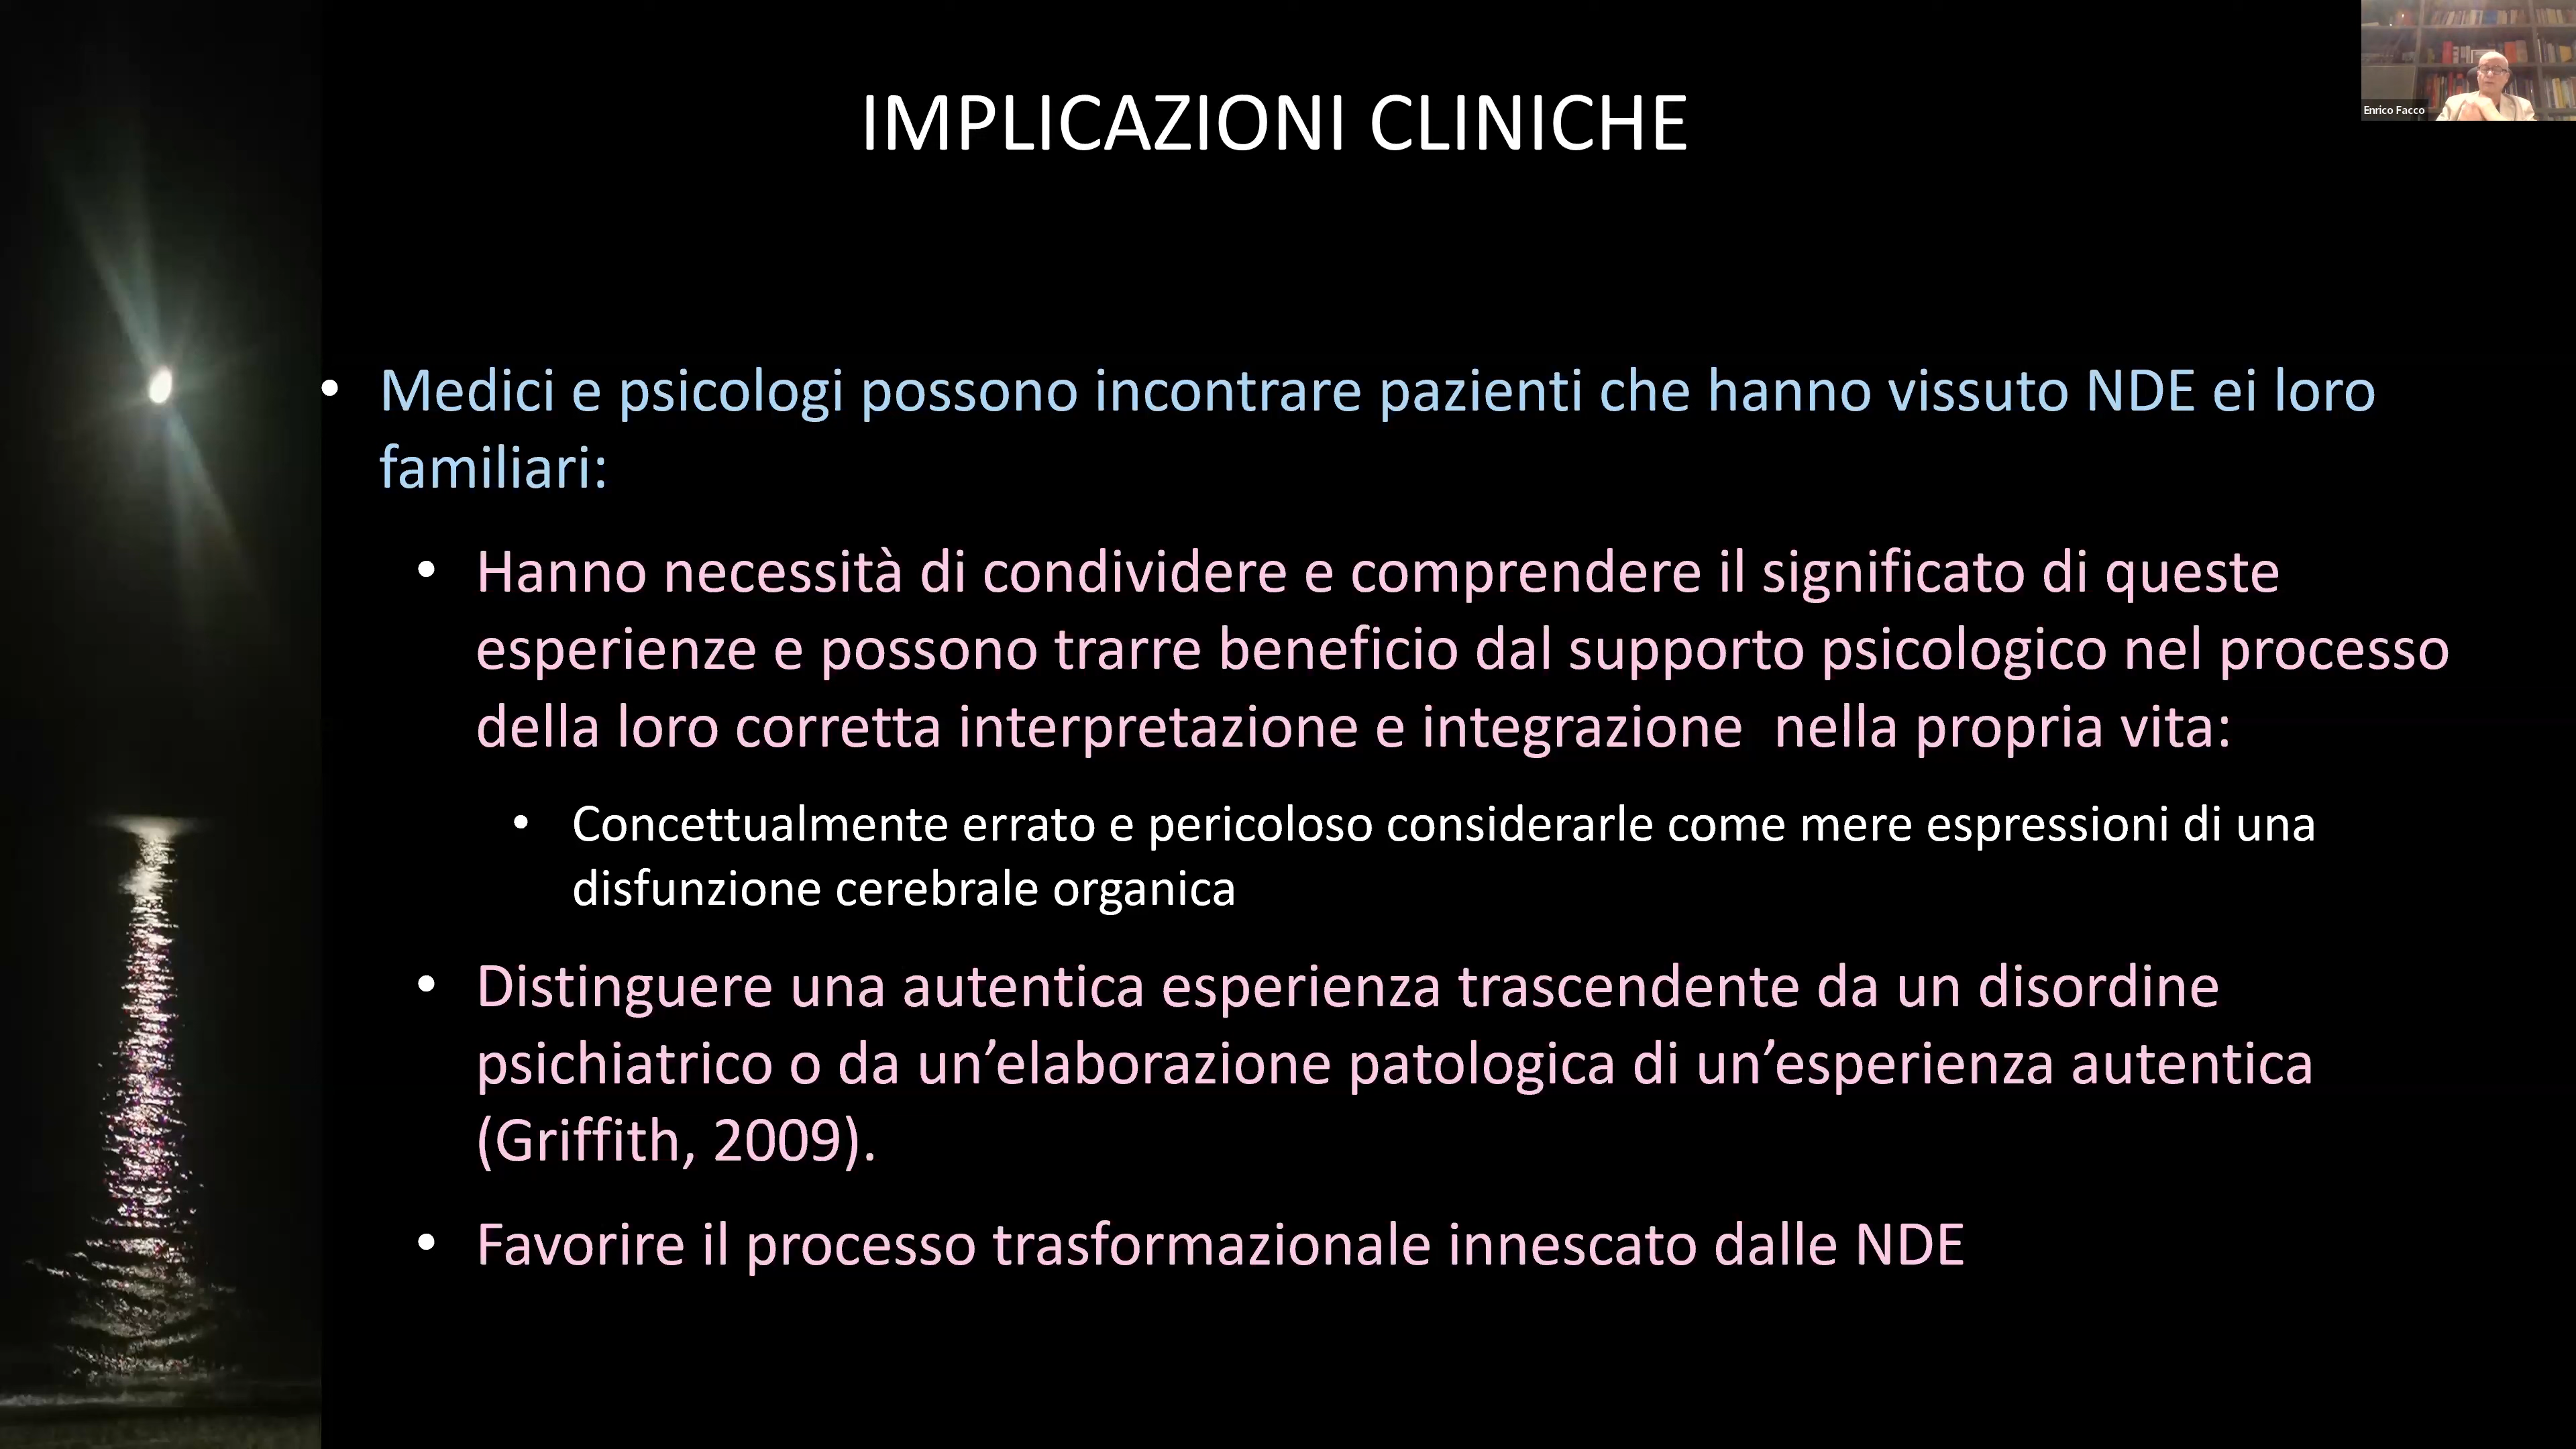 IMPLICAZIONI CLINICHE
Enrico Facco
• Medici e psicologi possono incontrare pazienti che hanno vissuto NDE ei loro
familiari:
• Hanno necessità di condividere e comprendere il significato di queste
esperienze e possono trarre beneficio dal supporto psicologico nel processo
della loro corretta interpretazione e integrazione  nella propria vita:
• Concettualmente errato e pericoloso considerarle come mere espressioni di una
disfunzione cerebrale organica
• Distinguere una autentica esperienza trascendente da un disordine
psichiatrico o da un’elaborazione patologica di un’esperienza autentica
(Griffith, 2009).
• Favorire il processo trasformazionale innescato dalle NDE